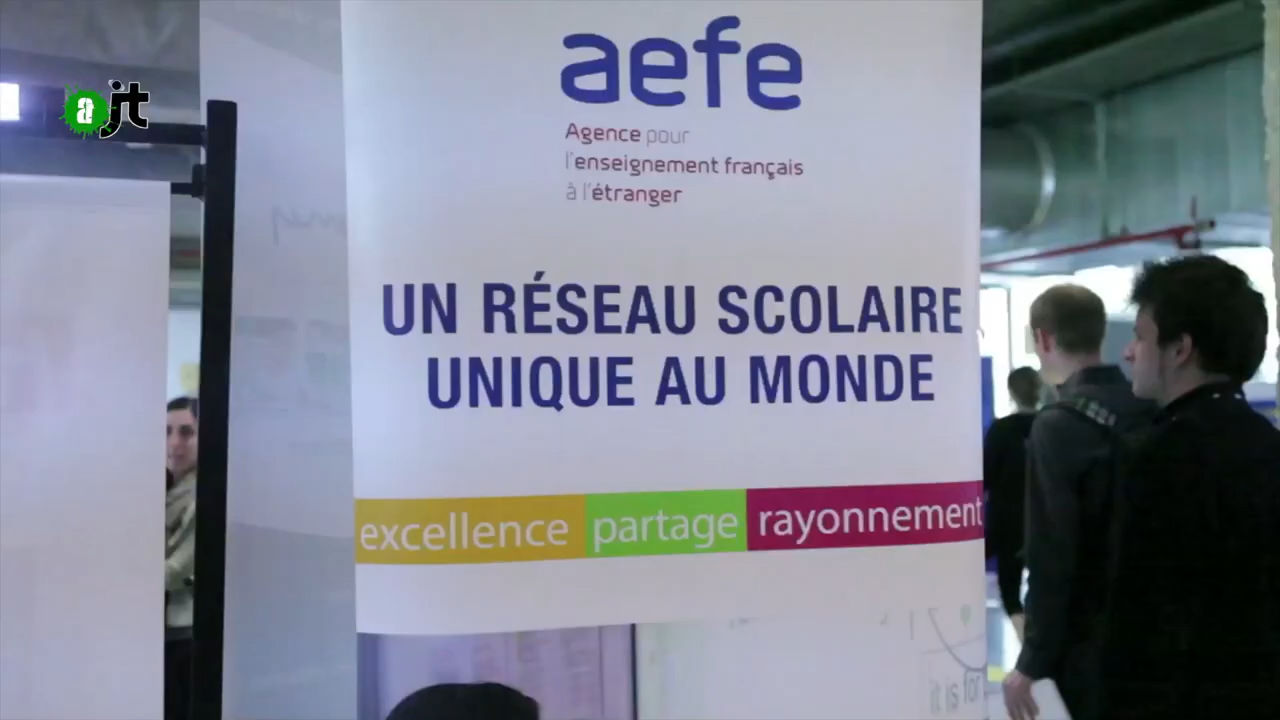 ajt
aefe
Agence pour
l'enseignement français
à l'étranger
UN RÉSEAU SCOLAIRE
UNIQUE AU MONDE
excellence partage rayonnement
it is for